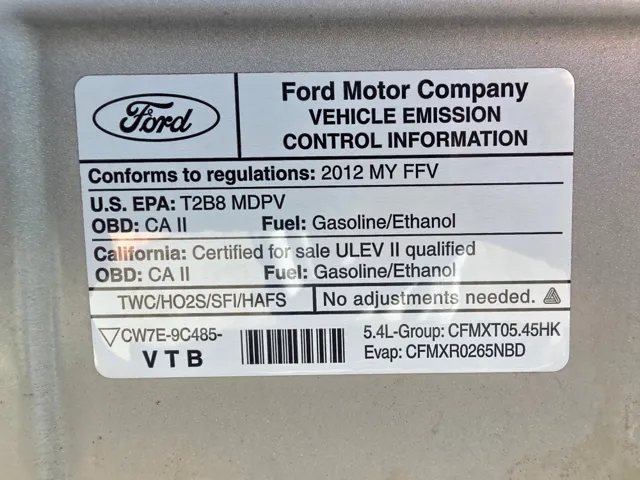 Ford
Ford Motor Company
VEHICLE EMISSION
CONTROL INFORMATION
Conforms to regulations: 2012 MY FFV
U.S. EPA: T2B8 MDPV
OBD: CA II Fuel: Gasoline/Ethanol
California: Certified for sale ULEV II qualified
OBD: CA II Fuel: Gasoline/Ethanol
TWC/HO2S/SFI/HAFS No adjustments needed.
CW7E-9C485-
VTB
5.4L-Group: CFMXT05.45HK
Evap: CFMXR0265NBD